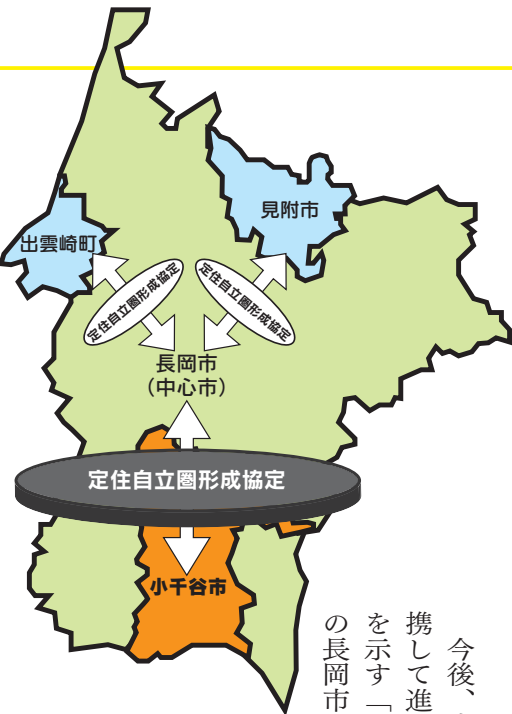 見附市
出雲崎町
定住自立圏形成協定
定住自立圏形成協定
長岡市
(中心市)
定住自立圏形成協定
小千谷市
今後、
携して進
を示す「
の長岡市